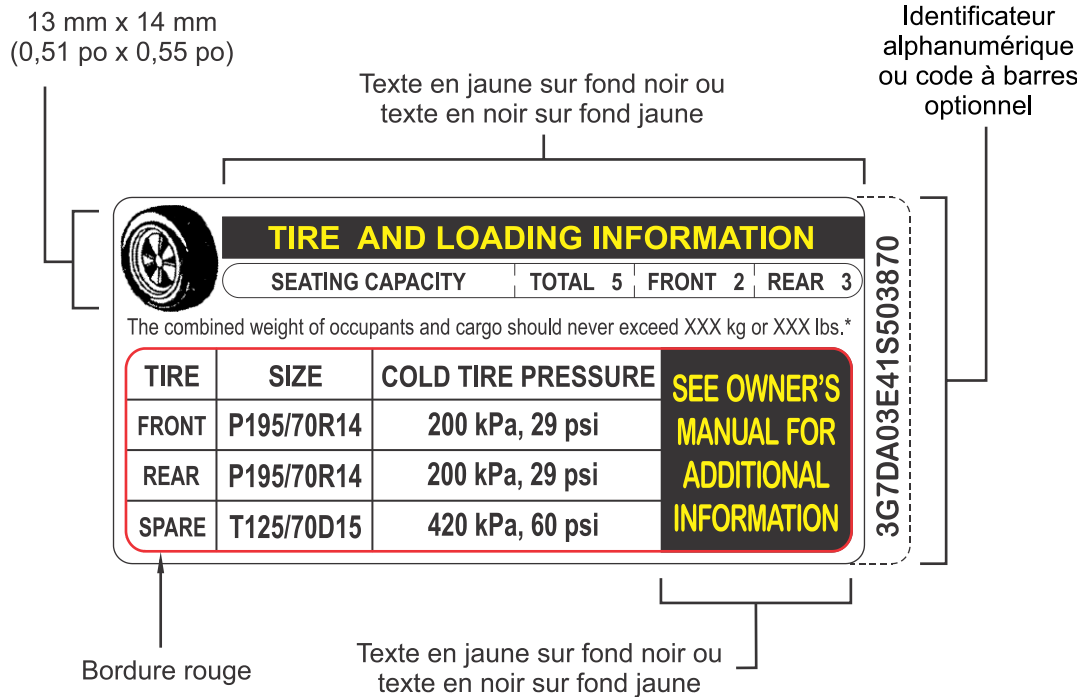 13 mm x 14 mm
(0,51 po x 0,55 po)
Texte en jaune sur fond noir ou
texte en noir sur fond jaune
Identificateur
alphanumérique
ou code à barres
optionnel
TIRE AND LOADING INFORMATION
SEATING CAPACITY TOTAL 5 FRONT 2 REAR 3
The combined weight of occupants and cargo should never exceed XXX kg or XXX lbs.*
TIRE SIZE COLD TIRE PRESSURE
FRONT P195/70R14 200 kPa, 29 psi
REAR P195/70R14 200 kPa, 29 psi
SPARE T125/70D15 420 kPa, 60 psi
SEE OWNER'S
MANUAL FOR
ADDITIONAL
INFORMATION
3G7DA03E41S503870
Bordure rouge
Texte en jaune sur fond noir ou
texte en noir sur fond jaune